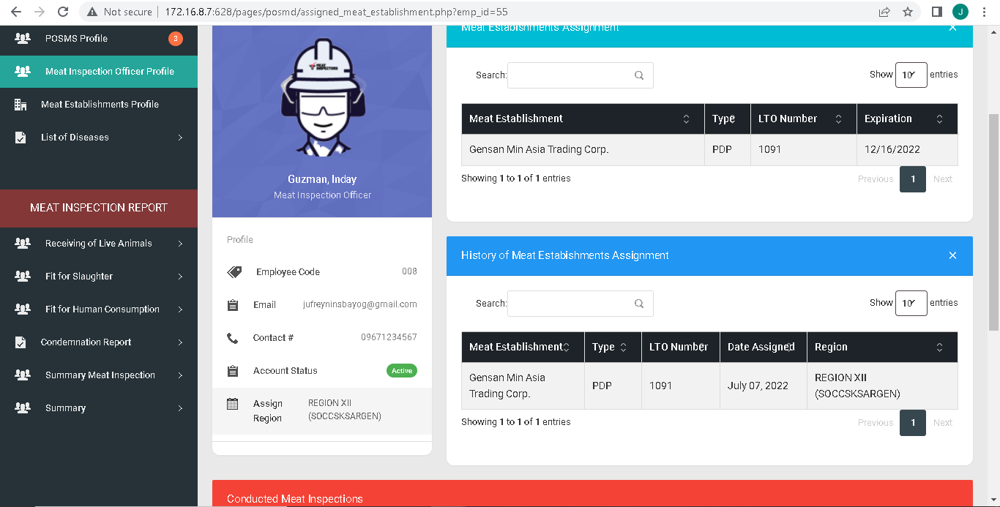 Not secure
172.16.8.7:628/pages/posmd/assigned_meat_establishment.php?emp_id=55
J
POSMS Profile
3
Meat Inspection Officer Profile
Meat Establishments Profile
List of Diseases
MEAT INSPECTION REPORT
Receiving of Live Animals
Fit for Slaughter
Fit for Human Consumption
Condemnation Report
Summary Meat Inspection
Summary
MEAT
INSPECTORS
Guzman, Inday
Meat Inspection Officer
Profile
Employee Code 008
Email jufreyninsbayog@gmail.com
Contact # 09671234567
Account Status Active
Assign Region REGION XII
(SOCCSKSARGEN)
Meat Establishments Assignment
Search:
Show 10 entries
Meat Establishment Type LTO Number Expiration
Gensan Min Asia Trading Corp. PDP 1091 12/16/2022
Showing 1 to 1 of 1 entries
Previous 1 Next
History of Meat Estabishments Assignment
Search:
Show 10 entries
Meat Establishment Type LTO Number Date Assigned Region
Gensan Min Asia Trading Corp. PDP 1091 July 07, 2022 REGION XII
(SOCCSKSARGEN)
Showing 1 to 1 of 1 entries
Previous 1 Next
Conducted Meat Inspections